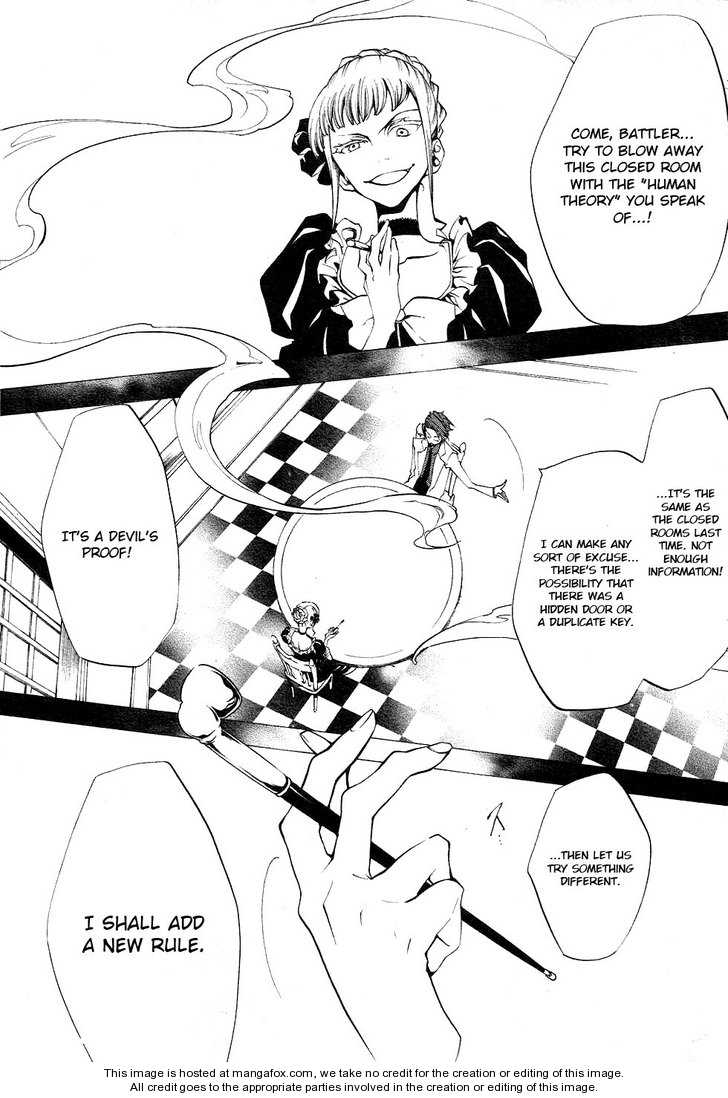 COME, BATTLER...
TRY TO BLOW AWAY
THIS CLOSED ROOM
WITH THE "HUMAN
THEORY" YOU SPEAK
OF...!
...IT'S THE
SAME AS
THE CLOSED
ROOMS LAST
TIME. NOT
ENOUGH
INFORMATION!
I CAN MAKE ANY
SORT OF EXCUSE...
THERE'S THE
POSSIBILITY THAT
THERE WAS A
HIDDEN DOOR OR
A DUPLICATE KEY.
IT'S A DEVIL'S
PROOF!
...THEN LET US
TRY SOMETHING
DIFFERENT.
I SHALL ADD
A NEW RULE.
This image is hosted at mangafox.com, we take no credit for the creation or editing of this image.
All credit goes to the appropriate parties involved in the creation or editing of this image.